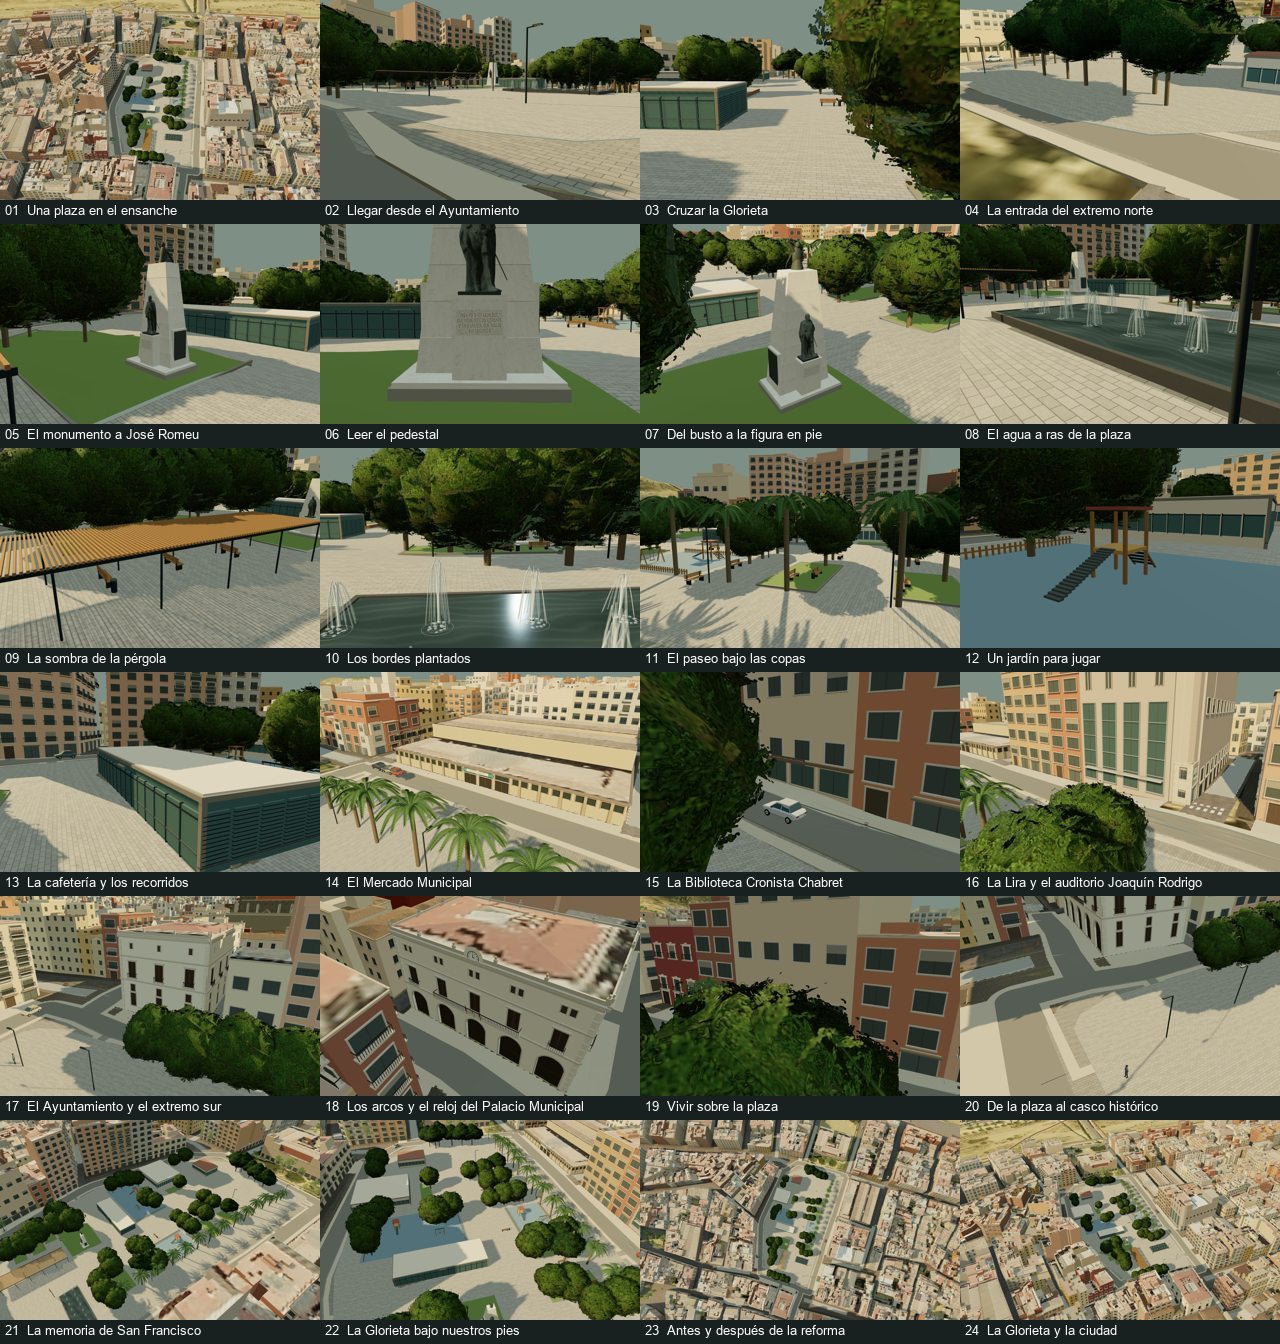 01 Una plaza en el ensanche
02 Llegar desde el Ayuntamiento
03 Cruzar la Glorieta
04 La entrada del extremo norte
05 El monumento a José Romeu
06 Leer el pedestal
07 Del busto a la figura en pie
08 El agua a ras de la plaza
09 La sombra de la pérgola
10 Los bordes plantados
11 El paseo bajo las copas
12 Un jardín para jugar
13 La cafetería y los recorridos
14 El Mercado Municipal
15 La Biblioteca Cronista Chabret
16 La Lira y el auditorio Joaquín Rodrigo
17 El Ayuntamiento y el extremo sur
18 Los arcos y el reloj del Palacio Municipal
19 Vivir sobre la plaza
20 De la plaza al casco histórico
21 La memoria de San Francisco
22 La Glorieta bajo nuestros pies
23 Antes y después de la reforma
24 La Glorieta y la ciudad